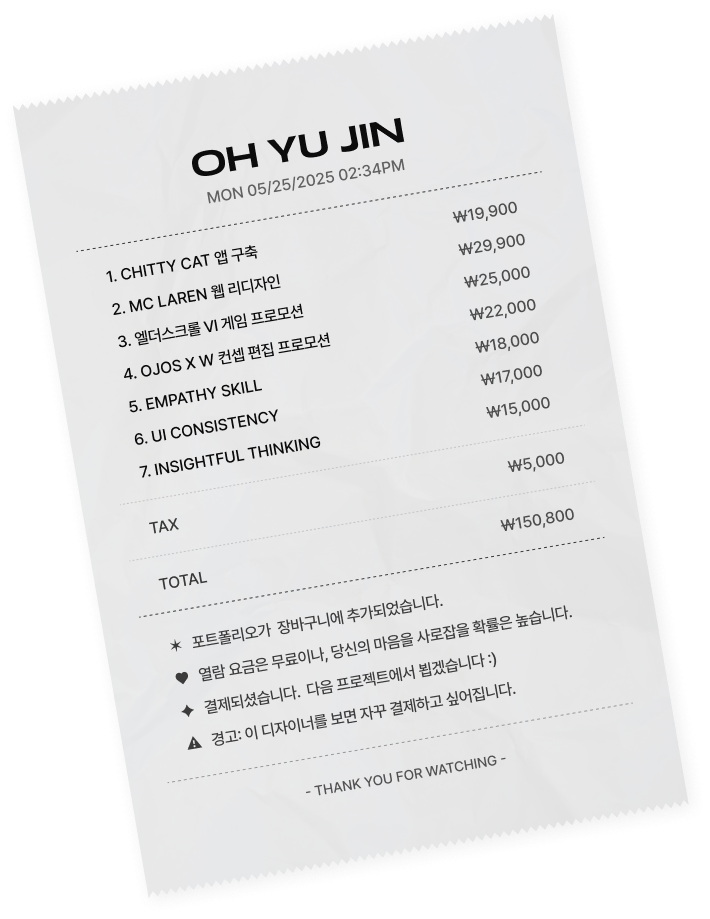 OH YU JIN
MON 05/25/2025 02:34PM
1. CHITTY CAT 앱 구축 ₩19,900
2. MC LAREN 웹 리디자인 ₩29,900
3. 엘더스크롤 VI 게임 프로모션 ₩25,000
4. OJOS X W 컨셉 편집 프로모션 ₩22,000
5. EMPATHY SKILL ₩18,000
6. UI CONSISTENCY ₩17,000
7. INSIGHTFUL THINKING ₩15,000
TAX ₩5,000
TOTAL ₩150,800
✶ 포트폴리오가 장바구니에 추가되었습니다.
♥ 열람 요금은 무료이나, 당신의 마음을 사로잡을 확률은 높습니다.
✦ 결제되셨습니다. 다음 프로젝트에서 뵙겠습니다 :)
⚠ 경고: 이 디자이너를 보면 자꾸 결제하고 싶어집니다.
- THANK YOU FOR WATCHING -